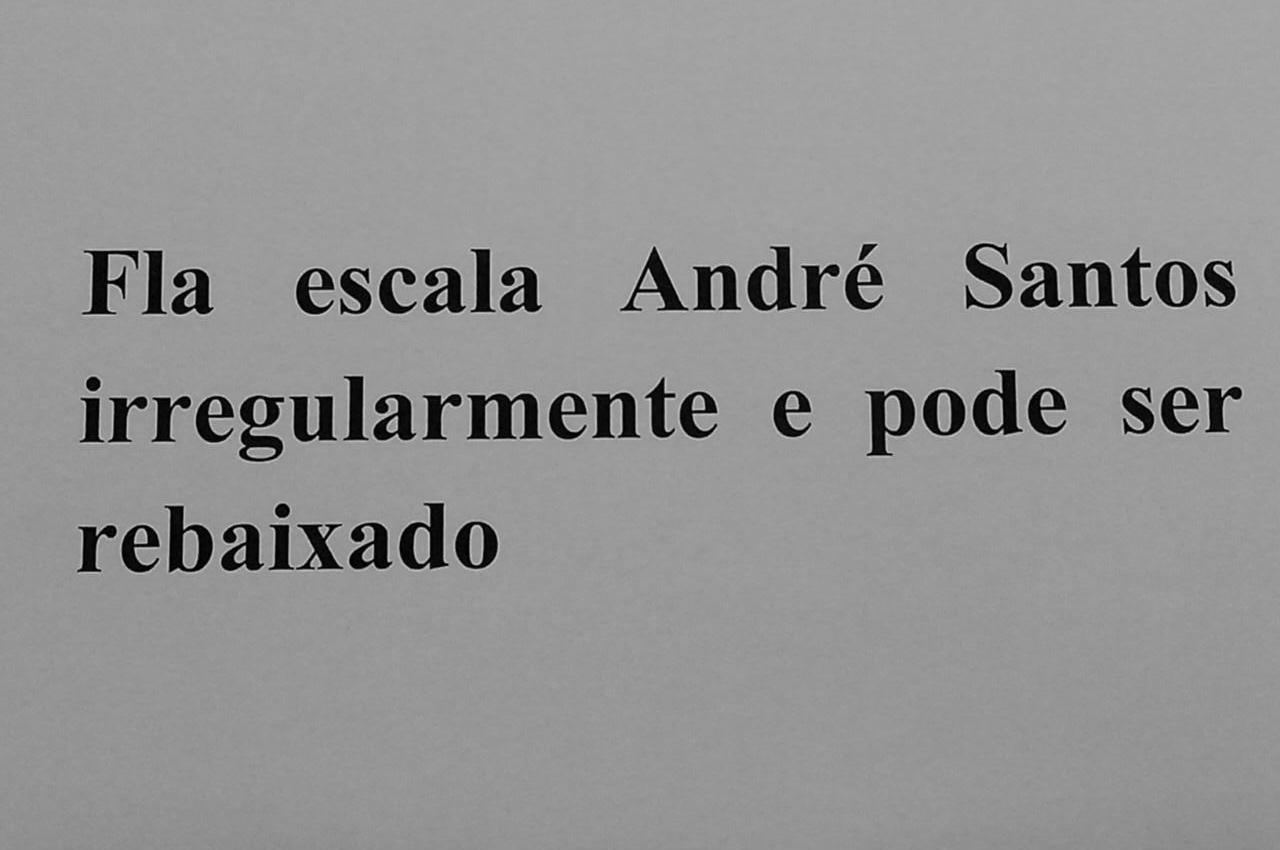 Fla escala André Santos
irregularmente e pode ser
rebaixado